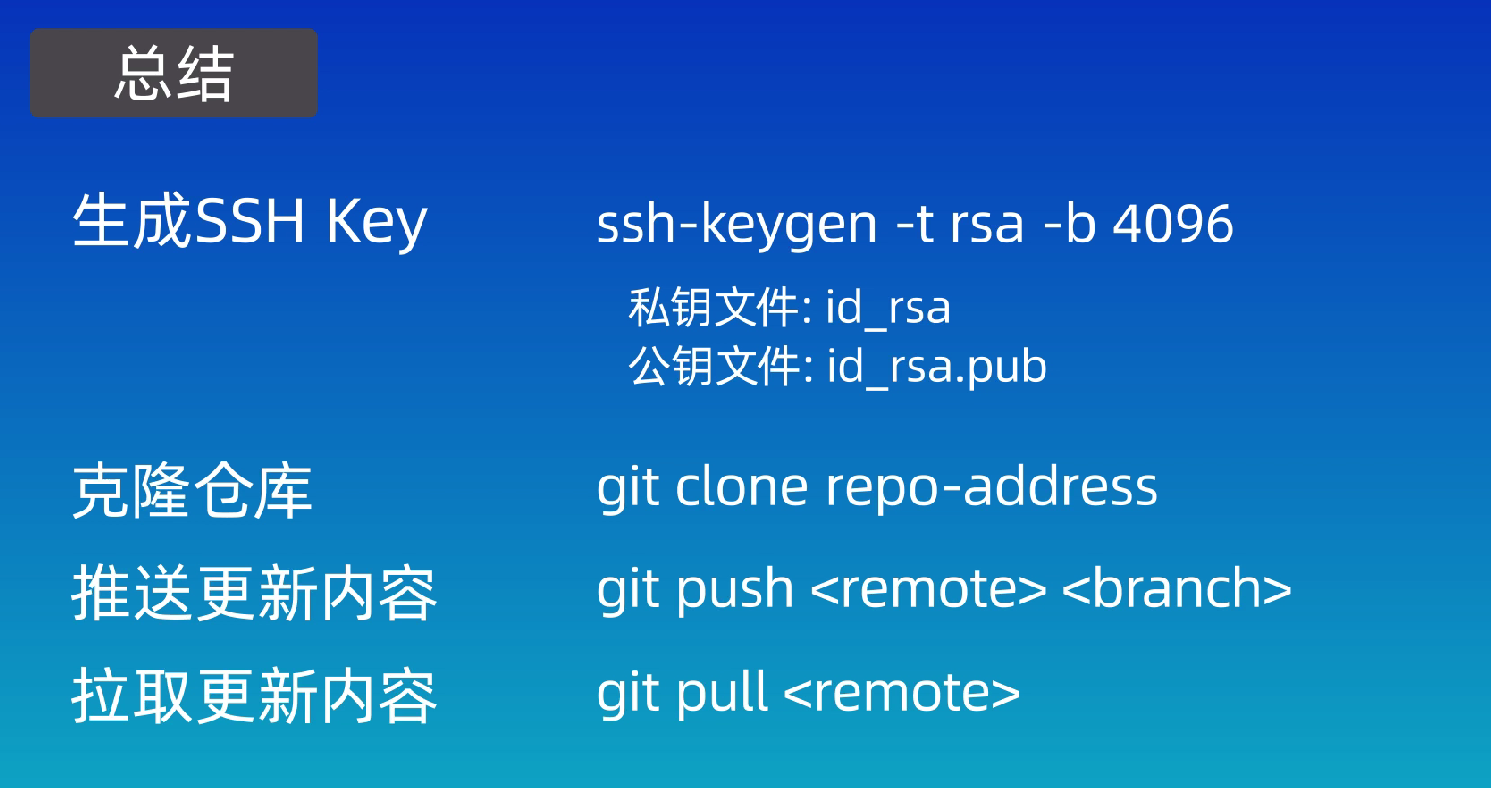 总结
生成SSH Key
ssh-keygen -t rsa -b 4096
私钥文件: id_rsa
公钥文件: id_rsa.pub
克隆仓库
git clone repo-address
推送更新内容
git push <remote> <branch>
拉取更新内容
git pull <remote>